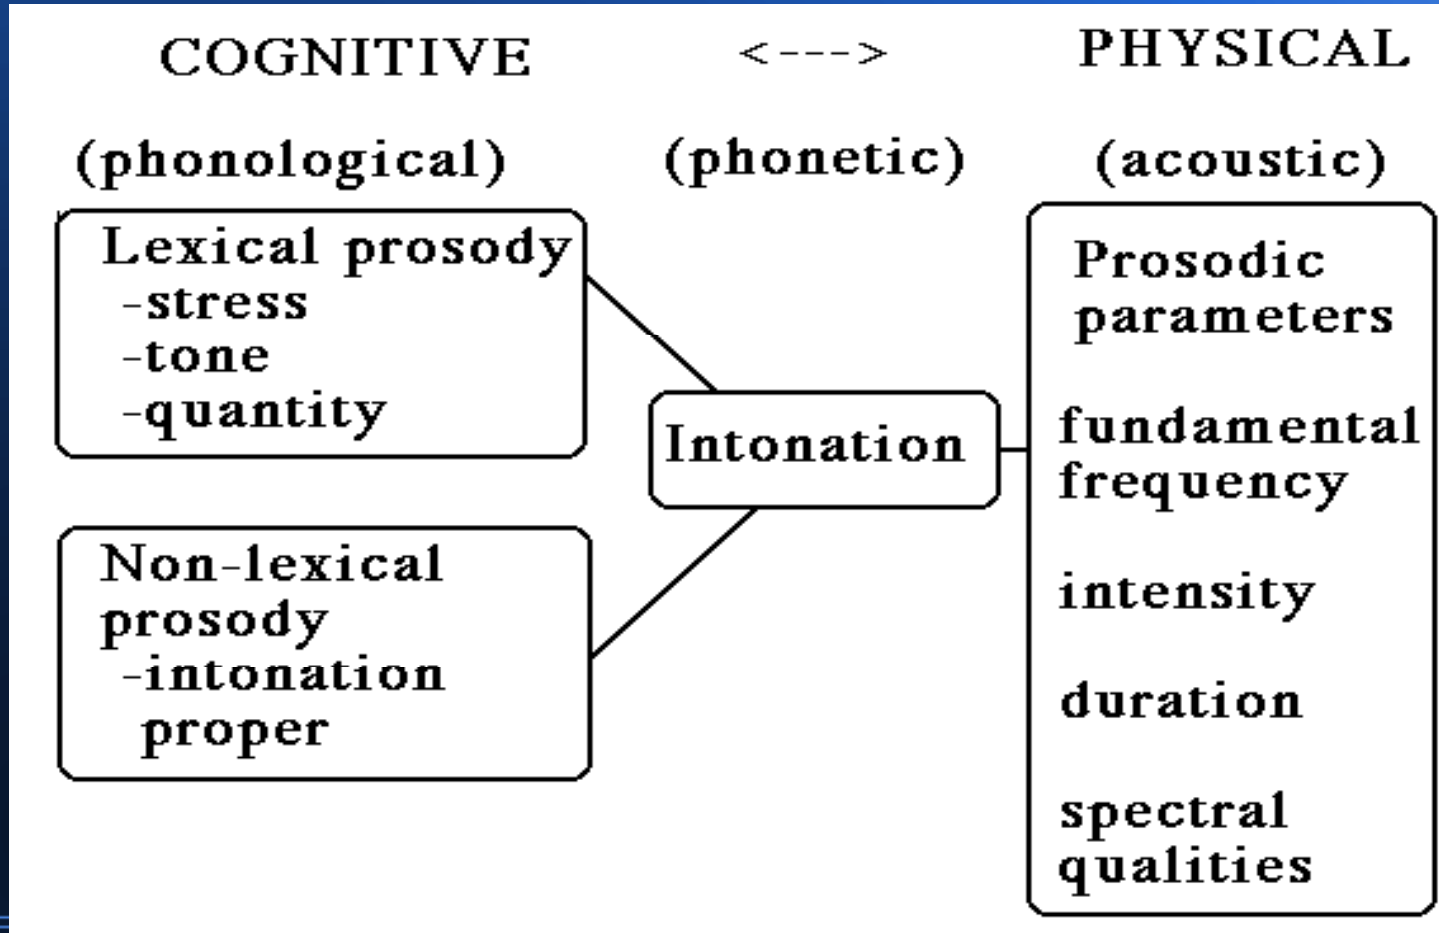 COGNITIVE <---> PHYSICAL
(phonological) (phonetic) (acoustic)
Lexical prosody
-stress
-tone
-quantity
Non-lexical
prosody
-intonation
proper
Intonation
Prosodic
parameters
fundamental
frequency
intensity
duration
spectral
qualities